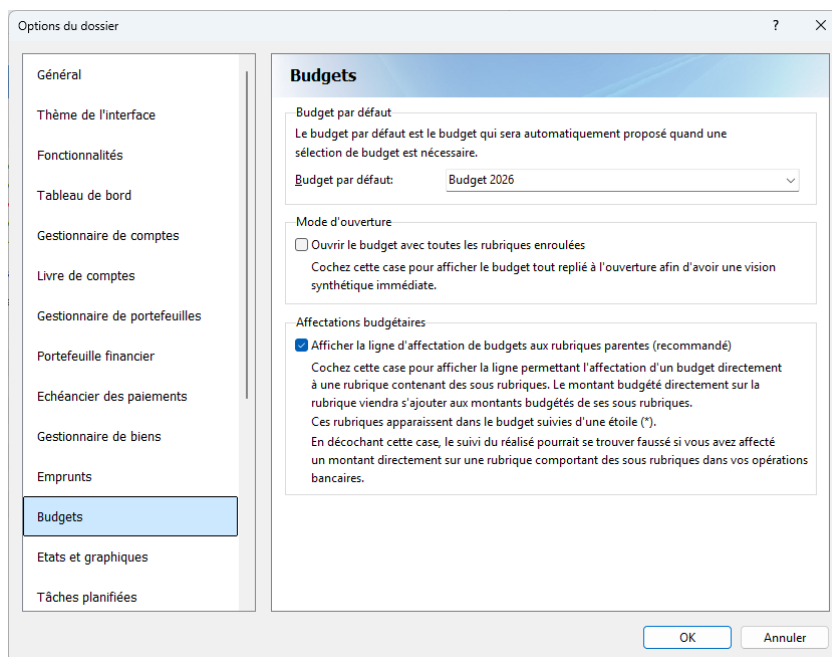 Options du dossier
?
Général
Thème de l'interface
Fonctionnalités
Tableau de bord
Gestionnaire de comptes
Livre de comptes
Gestionnaire de portefeuilles
Portefeuille financier
Echéancier des paiements
Gestionnaire de biens
Emprunts
Budgets
Etats et graphiques
Tâches planifiées
Budgets
Budget par défaut
Le budget par défaut est le budget qui sera automatiquement proposé quand une
sélection de budget est nécessaire.
Budget par défaut: Budget 2026
Mode d'ouverture
Ouvrir le budget avec toutes les rubriques enroulées
Cochez cette case pour afficher le budget tout replié à l'ouverture afin d'avoir une vision
synthétique immédiate.
Affectations budgétaires
Afficher la ligne d'affectation de budgets aux rubriques parentes (recommandé)
Cochez cette case pour afficher la ligne permettant l'affectation d'un budget directement
à une rubrique contenant des sous rubriques. Le montant budgété directement sur la
rubrique viendra s'ajouter aux montants budgétés de ses sous rubriques.
Ces rubriques apparaissent dans le budget suivies d'une étoile (*).
En décochant cette case, le suivi du réalisé pourrait se trouver faussé si vous avez affecté
un montant directement sur une rubrique comportant des sous rubriques dans vos opérations
bancaires.
OK
Annuler